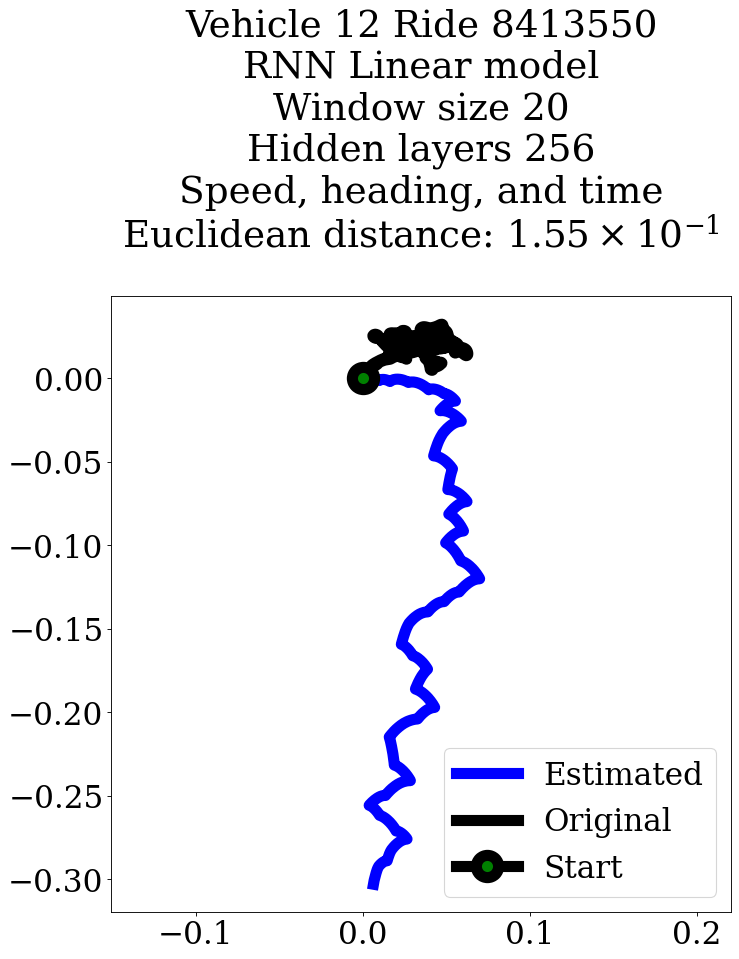 Vehicle 12 Ride 8413550
RNN Linear model
Window size 20
Hidden layers 256
Speed, heading, and time
Euclidean distance: 1.55 × 10⁻¹
0.00
−0.05
−0.10
−0.15
−0.20
−0.25
−0.30
Estimated
Original
Start
−0.1 0.0 0.1 0.2